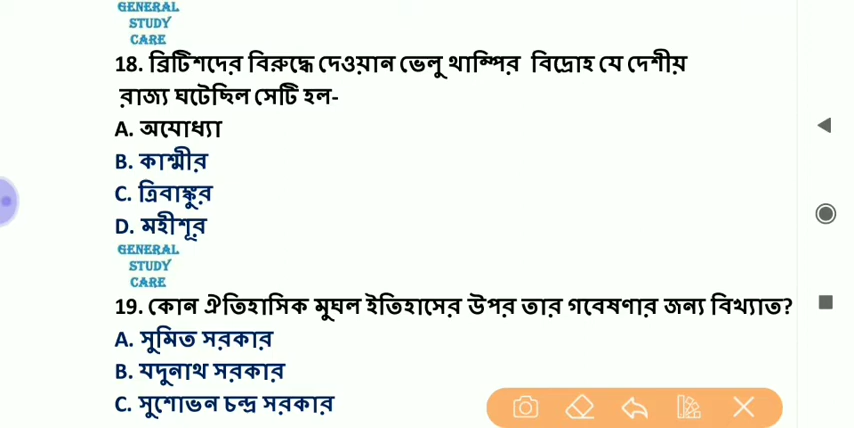 GENERAL
STUDY
CARE
18. ব্রিটিশদের বিরুদ্ধে দেওয়ান ভেলু থাম্পির বিদ্রোহ যে দেশীয়
রাজ্য ঘটেছিল সেটি হল-
A. অযোধ্যা
B. কাশ্মীর
C. ত্রিবাঙ্কুর
D. মহীশূর
GENERAL
STUDY
CARE
19. কোন ঐতিহাসিক মুঘল ইতিহাসের উপর তার গবেষণার জন্য বিখ্যাত?
A. সুমিত সরকার
B. যদুনাথ সরকার
C. সুশোভন চন্দ্র সরকার